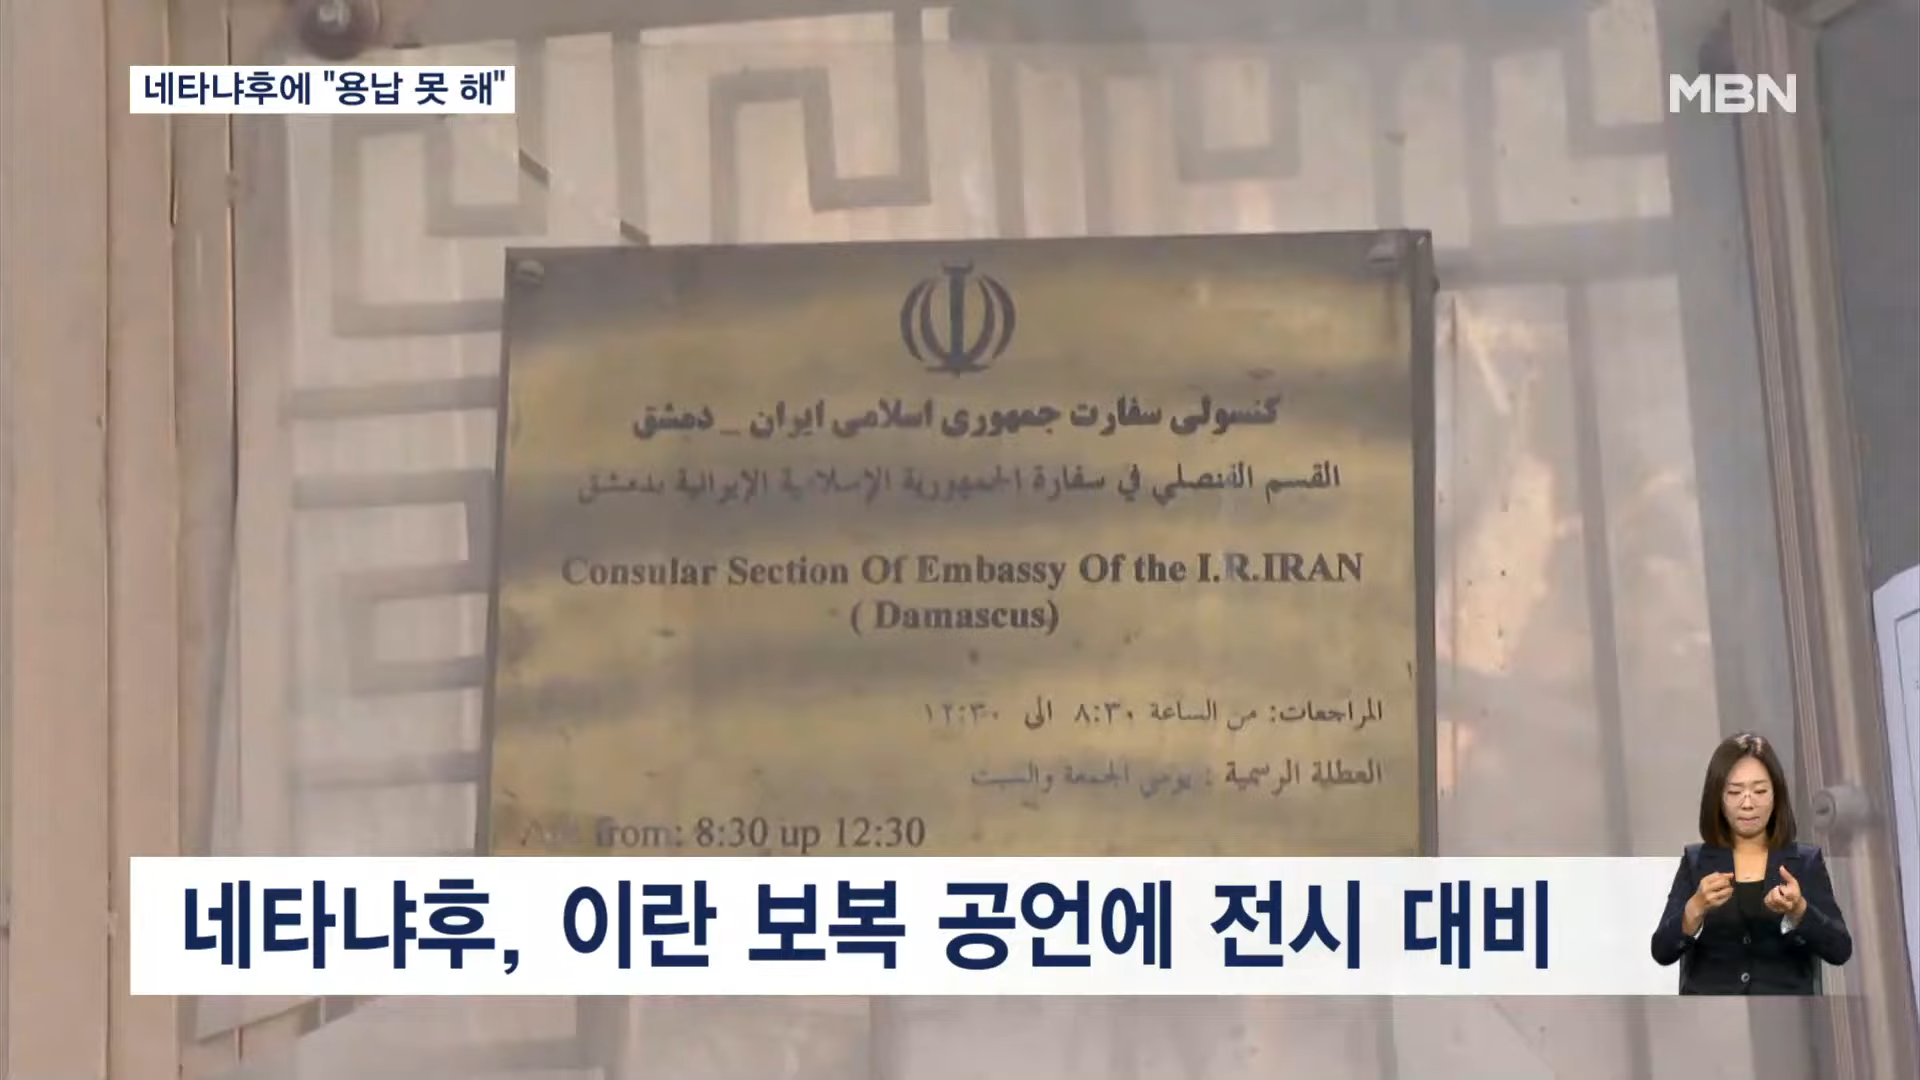 네타냐후에 "용납 못 해"
MBN
کنسولی سفارت جمهوری اسلامی ایران _ دمشق
القسم القنصلي في سفارة الجمهورية الإسلامية الإيرانية بدمشق
Consular Section Of Embassy Of the I.R.IRAN
( Damascus)
المراجعات: من الساعة ٨:٣٠ الى ١٢:٣٠
العطلة الرسمية : يومي الجمعة والسبت
from: 8:30 up 12:30
네타냐후, 이란 보복 공언에 전시 대비